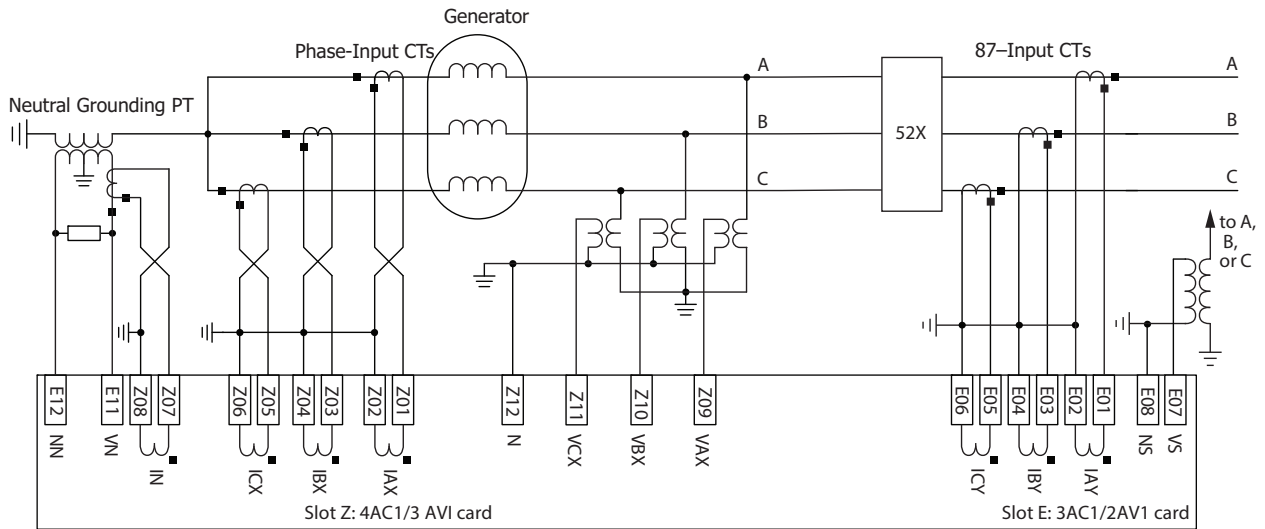 Generator
Phase-Input CTs
87–Input CTs
A
A
Neutral Grounding PT
B
52X
B
C
C
to A,
B,
or C
E12
E11
Z08
Z07
Z06
Z05
Z04
Z03
Z02
Z01
Z12
Z11
Z10
Z09
E06
E05
E04
E03
E02
E01
E08
E07
NN
VN
IN
ICX
IBX
IAX
N
VCX
VBX
VAX
ICY
IBY
IAY
NS
VS
Slot Z: 4AC1/3 AVI card
Slot E: 3AC1/2AV1 card